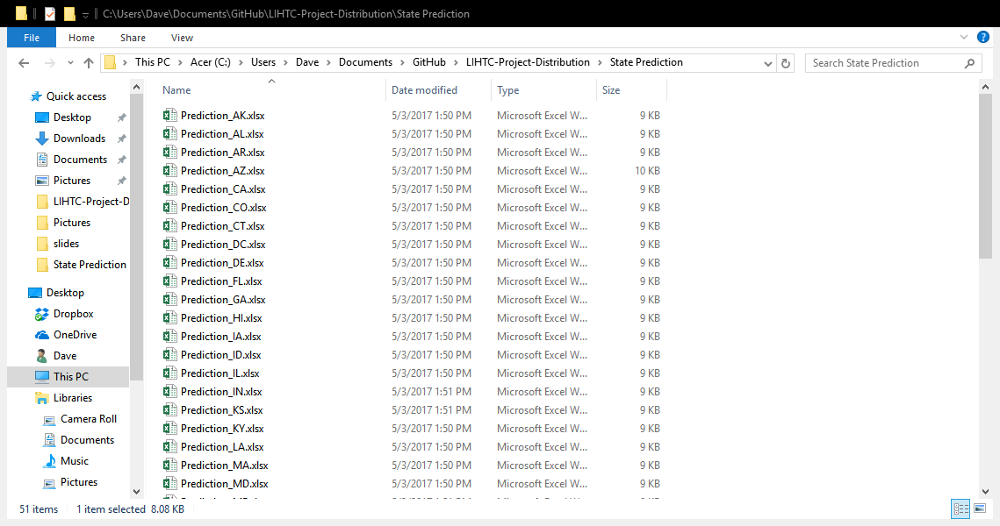 C:\Users\Dave\Documents\GitHub\LIHTC-Project-Distribution\State Prediction
File Home Share View
This PC Acer (C:) Users Dave Documents GitHub LIHTC-Project-Distribution State Prediction Search State Prediction
Quick access
Desktop
Downloads
Documents
Pictures
LIHTC-Project-D
Pictures
slides
State Prediction
Desktop
Dropbox
OneDrive
Dave
This PC
Libraries
Camera Roll
Documents
Music
Pictures
Name Date modified Type Size
Prediction_AK.xlsx 5/3/2017 1:50 PM Microsoft Excel W... 9 KB
Prediction_AL.xlsx 5/3/2017 1:50 PM Microsoft Excel W... 9 KB
Prediction_AR.xlsx 5/3/2017 1:50 PM Microsoft Excel W... 9 KB
Prediction_AZ.xlsx 5/3/2017 1:50 PM Microsoft Excel W... 10 KB
Prediction_CA.xlsx 5/3/2017 1:50 PM Microsoft Excel W... 9 KB
Prediction_CO.xlsx 5/3/2017 1:50 PM Microsoft Excel W... 9 KB
Prediction_CT.xlsx 5/3/2017 1:50 PM Microsoft Excel W... 9 KB
Prediction_DC.xlsx 5/3/2017 1:50 PM Microsoft Excel W... 9 KB
Prediction_DE.xlsx 5/3/2017 1:50 PM Microsoft Excel W... 9 KB
Prediction_FL.xlsx 5/3/2017 1:50 PM Microsoft Excel W... 9 KB
Prediction_GA.xlsx 5/3/2017 1:50 PM Microsoft Excel W... 9 KB
Prediction_HI.xlsx 5/3/2017 1:50 PM Microsoft Excel W... 9 KB
Prediction_IA.xlsx 5/3/2017 1:50 PM Microsoft Excel W... 9 KB
Prediction_ID.xlsx 5/3/2017 1:50 PM Microsoft Excel W... 9 KB
Prediction_IL.xlsx 5/3/2017 1:50 PM Microsoft Excel W... 9 KB
Prediction_IN.xlsx 5/3/2017 1:51 PM Microsoft Excel W... 9 KB
Prediction_KS.xlsx 5/3/2017 1:51 PM Microsoft Excel W... 9 KB
Prediction_KY.xlsx 5/3/2017 1:50 PM Microsoft Excel W... 9 KB
Prediction_LA.xlsx 5/3/2017 1:50 PM Microsoft Excel W... 9 KB
Prediction_MA.xlsx 5/3/2017 1:50 PM Microsoft Excel W... 9 KB
Prediction_MD.xlsx 5/3/2017 1:50 PM Microsoft Excel W... 9 KB
51 items 1 item selected 8.08 KB